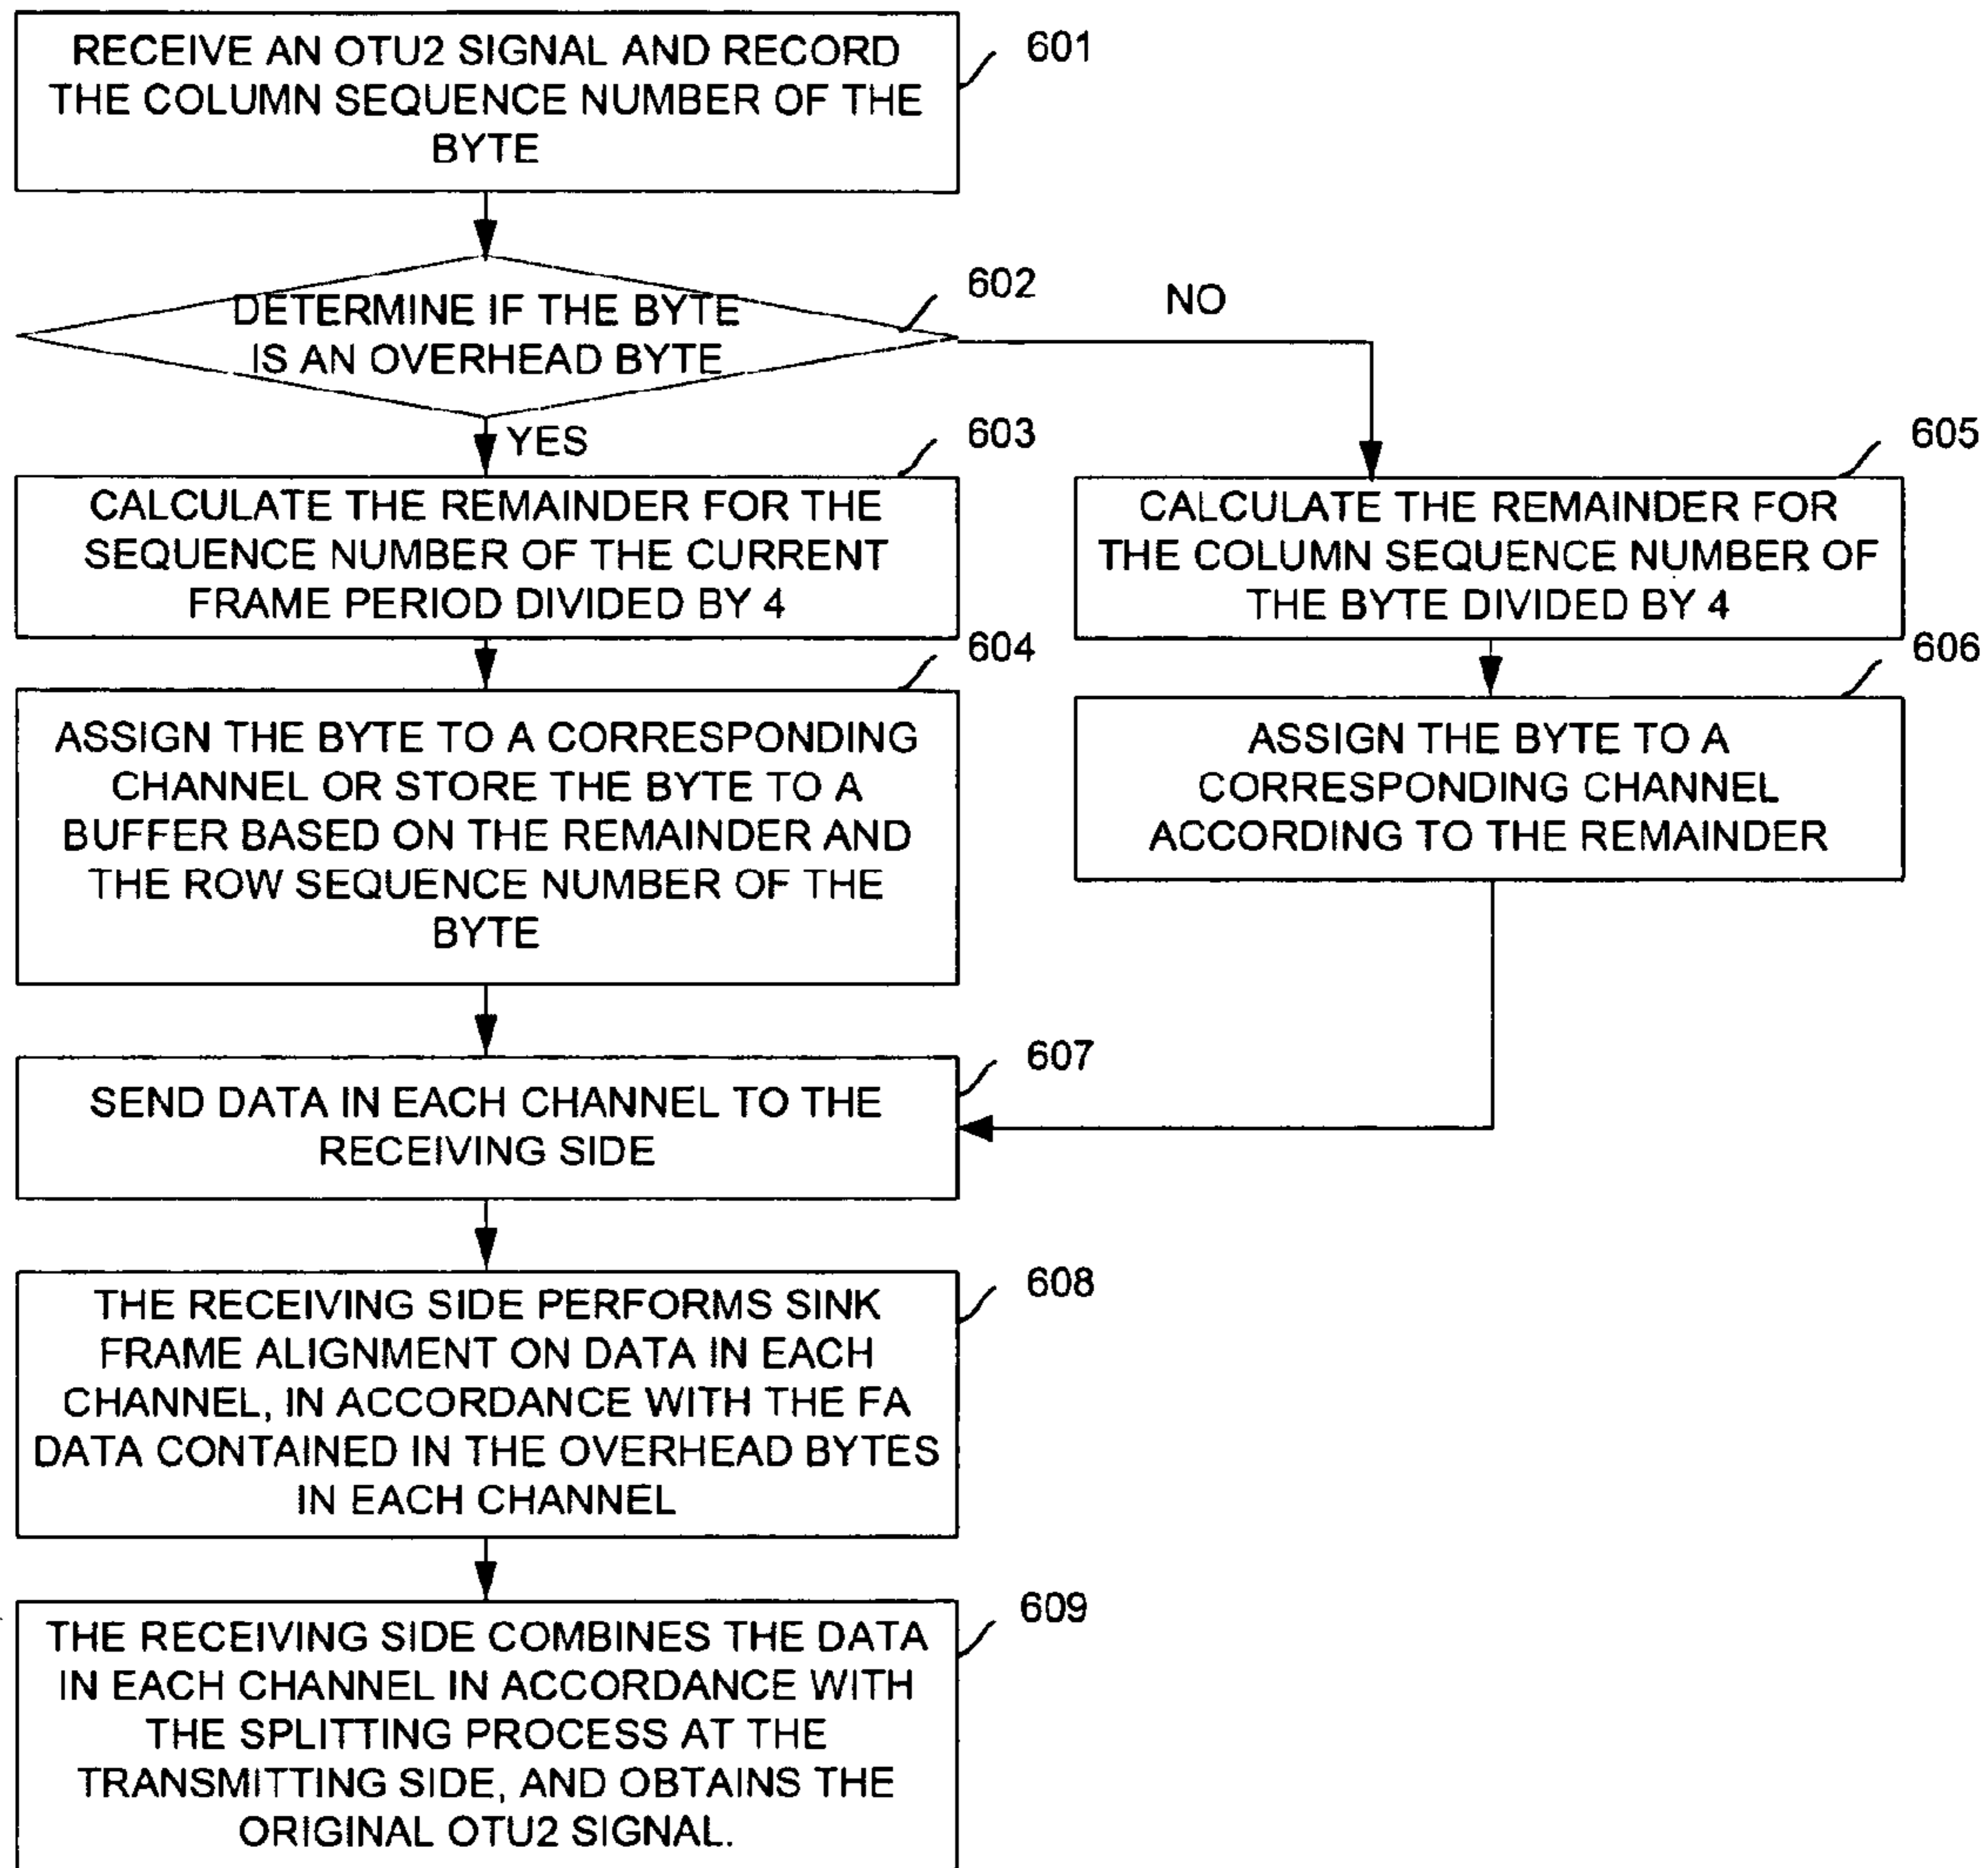 RECEIVE AN OTU2 SIGNAL AND RECORD
THE COLUMN SEQUENCE NUMBER OF THE
BYTE
601
DETERMINE IF THE BYTE
IS AN OVERHEAD BYTE
602
NO
YES
CALCULATE THE REMAINDER FOR THE
SEQUENCE NUMBER OF THE CURRENT
FRAME PERIOD DIVIDED BY 4
603
CALCULATE THE REMAINDER FOR
THE COLUMN SEQUENCE NUMBER OF
THE BYTE DIVIDED BY 4
605
ASSIGN THE BYTE TO A CORRESPONDING
CHANNEL OR STORE THE BYTE TO A
BUFFER BASED ON THE REMAINDER AND
THE ROW SEQUENCE NUMBER OF THE
BYTE
604
ASSIGN THE BYTE TO A
CORRESPONDING CHANNEL
ACCORDING TO THE REMAINDER
606
SEND DATA IN EACH CHANNEL TO THE
RECEIVING SIDE
607
THE RECEIVING SIDE PERFORMS SINK
FRAME ALIGNMENT ON DATA IN EACH
CHANNEL, IN ACCORDANCE WITH THE FA
DATA CONTAINED IN THE OVERHEAD BYTES
IN EACH CHANNEL
608
THE RECEIVING SIDE COMBINES THE DATA
IN EACH CHANNEL IN ACCORDANCE WITH
THE SPLITTING PROCESS AT THE
TRANSMITTING SIDE, AND OBTAINS THE
ORIGINAL OTU2 SIGNAL.
609